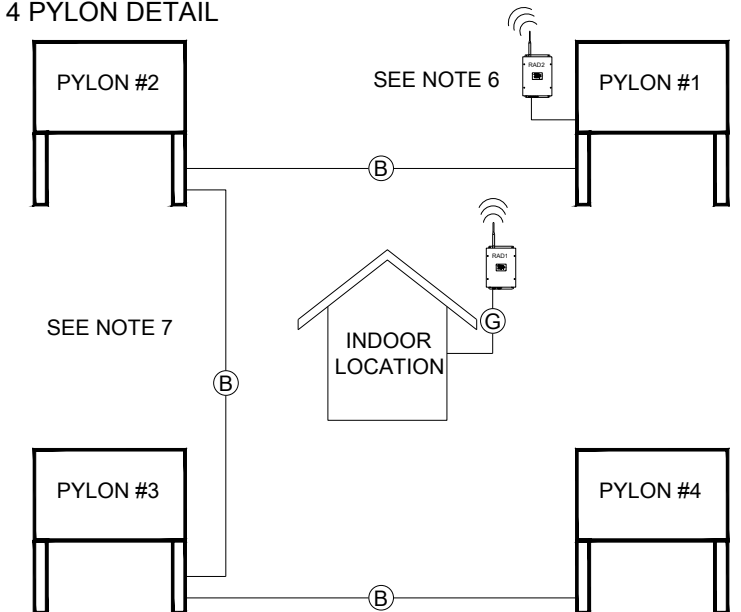 4 PYLON DETAIL
PYLON #2
SEE NOTE 6
RAD2
PYLON #1
B
RAD1
G
SEE NOTE 7
INDOOR
LOCATION
B
PYLON #3
PYLON #4
B